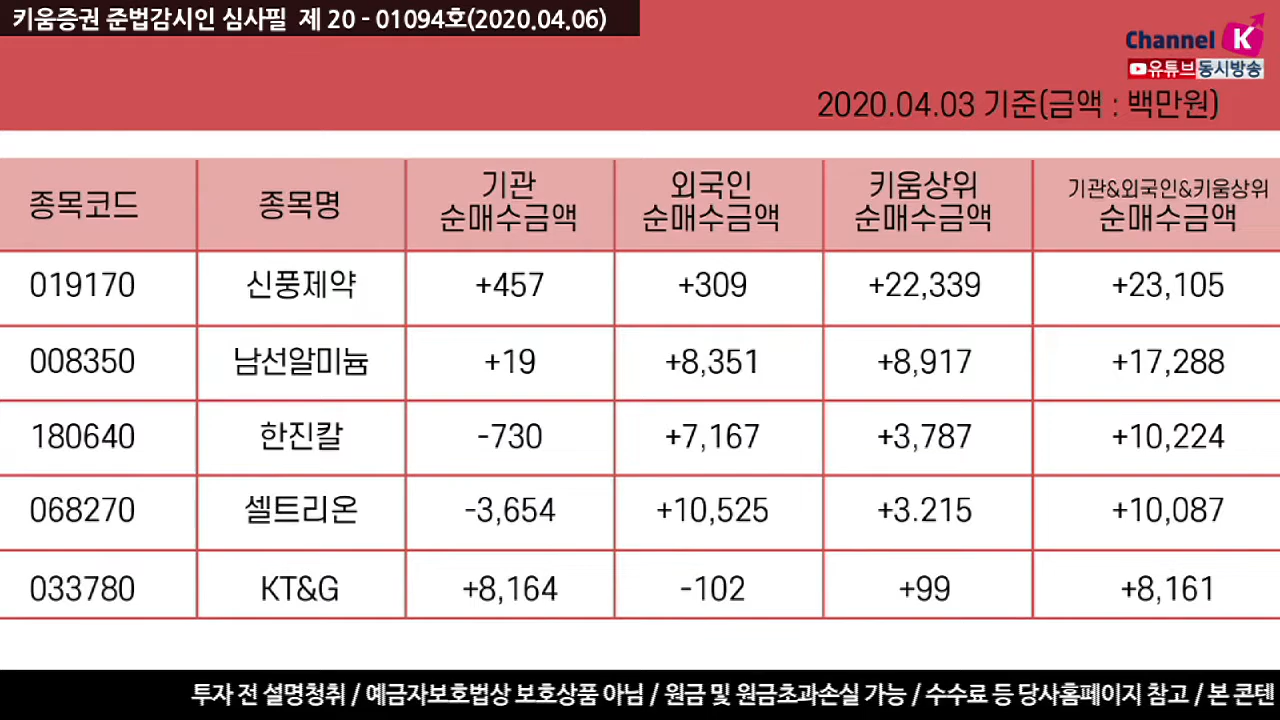 키움증권 준법감시인 심사필 제 20 - 01094호(2020.04.06)
Channel K
유튜브 동시방송
2020.04.03 기준(금액 : 백만원)
종목코드 종목명 기관 순매수금액 외국인 순매수금액 키움상위 순매수금액 기관&외국인&키움상위 순매수금액
019170 신풍제약 +457 +309 +22,339 +23,105
008350 남선알미늄 +19 +8,351 +8,917 +17,288
180640 한진칼 -730 +7,167 +3,787 +10,224
068270 셀트리온 -3,654 +10,525 +3.215 +10,087
033780 KT&G +8,164 -102 +99 +8,161
투자 전 설명청취 / 예금자보호법상 보호상품 아님 / 원금 및 원금초과손실 가능 / 수수료 등 당사홈페이지 참고 / 본 콘텐